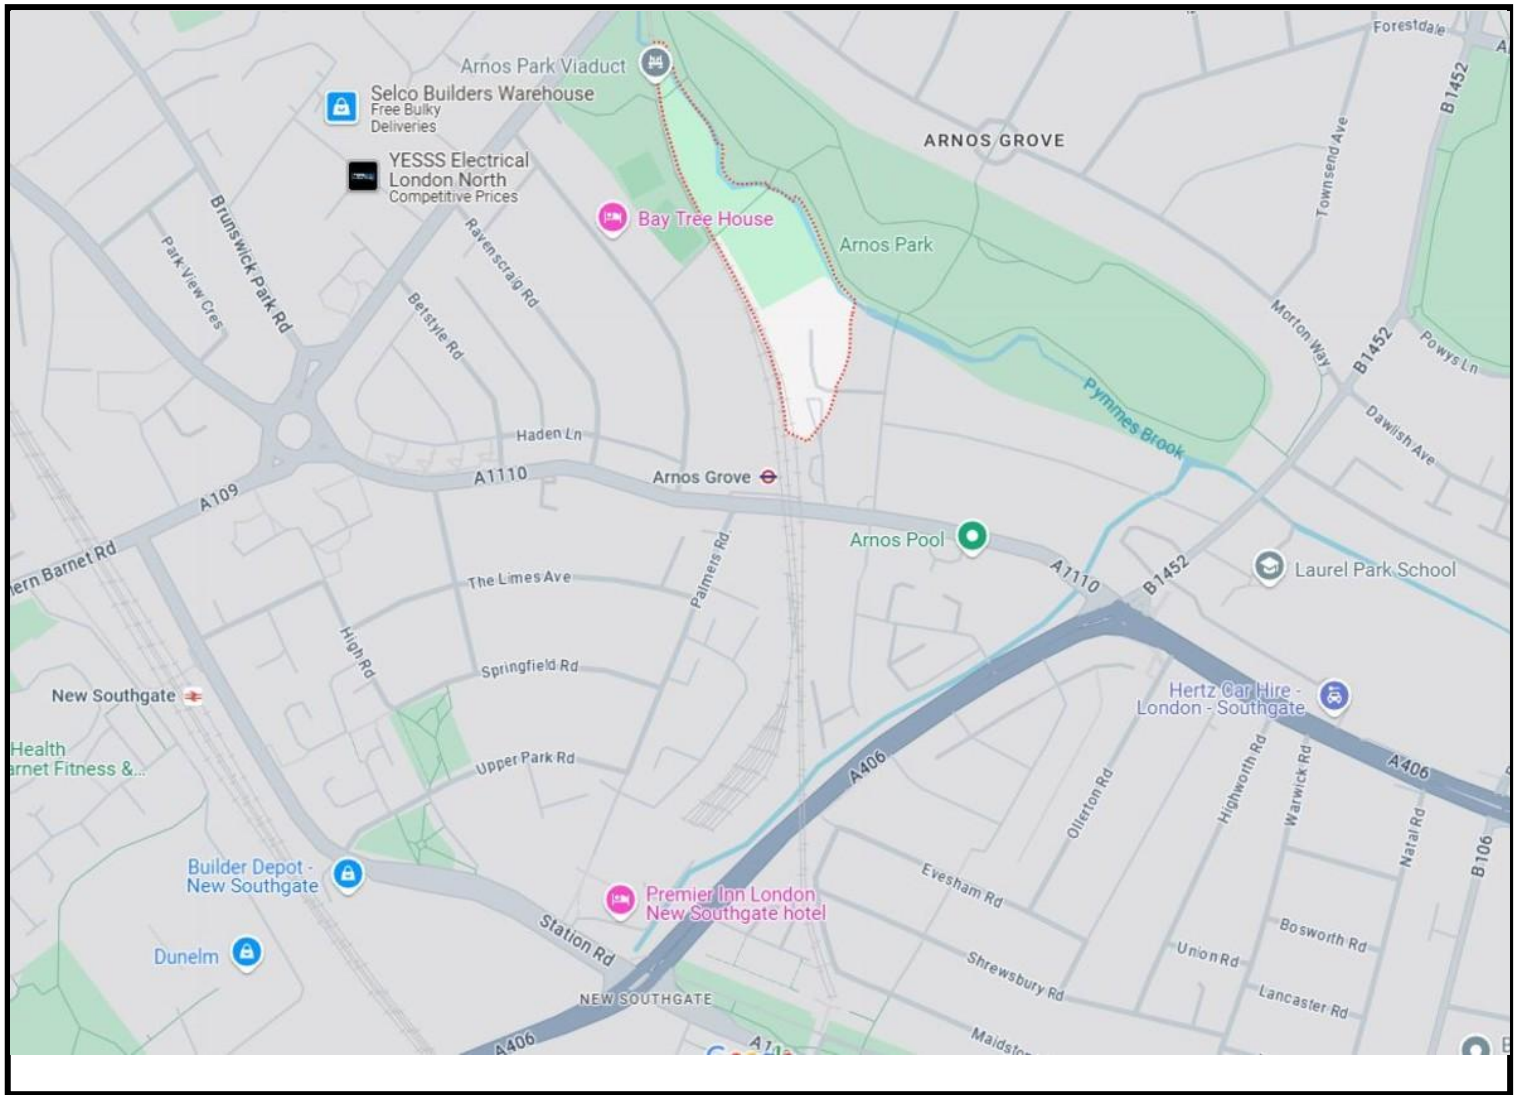 Forestdale
B1452
Arnos Park Viaduct
Selco Builders Warehouse
Free Bulky
Deliveries
ARNOS GROVE
Townsend Ave
YESSS Electrical
London North
Competitive Prices
Brunswick Park Rd
Bay Tree House
Ravenscraig Rd
Park View Cres
Arnos Park
Betstyle Rd
Morton Way
B1452
Powys Ln
Pymmes Brook
Dawlish Ave
Haden Ln
A1110
Arnos Grove
A109
Arnos Pool
ern Barnet Rd
A1110
B1452
Laurel Park School
The Limes Ave
Palmers Rd
High Rd
Springfield Rd
New Southgate
Hertz Car Hire -
London - Southgate
Health
arnet Fitness &...
Upper Park Rd
A406
A406
Highworth Rd
Warwick Rd
Ollerton Rd
Natal Rd
B106
Builder Depot -
New Southgate
Evesham Rd
Premier Inn London
New Southgate hotel
Station Rd
Dunelm
Bosworth Rd
Union Rd
Shrewsbury Rd
Lancaster Rd
NEW SOUTHGATE
A406